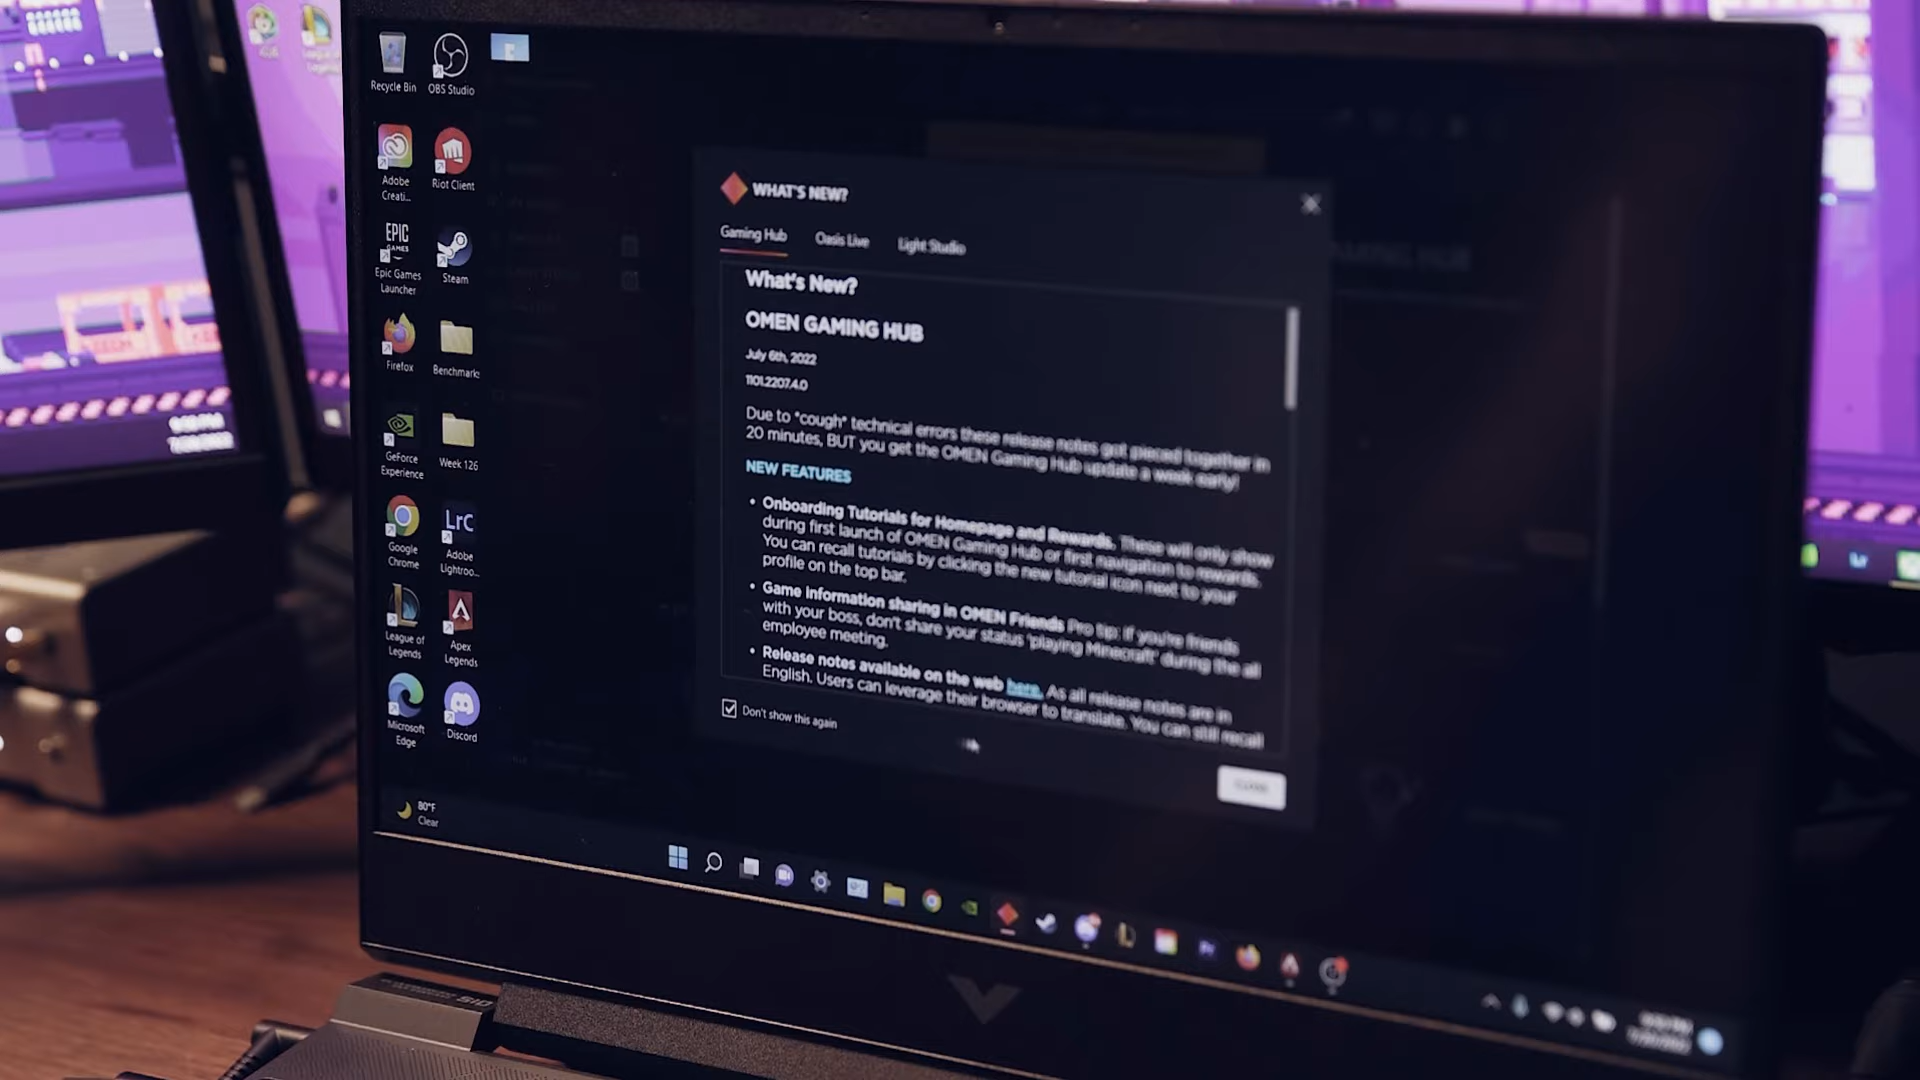 Recycle Bin
OBS Studio
Adobe
Creati...
Riot Client
EPIC
GAMES
Epic Games
Launcher
Steam
Firefox
Benchmark
GeForce
Experience
Week 126
Google
Chrome
LrC
Adobe
Lightroo...
League of
Legends
Apex
Legends
Microsoft
Edge
Discord
80°F
Clear
WHAT'S NEW?
Gaming Hub
Oasis Live
Light Studio
What's New?
OMEN GAMING HUB
July 6th, 2022
1101.2207.4.0
Due to *cough* technical errors these release notes got pieced together in
20 minutes, BUT you get the OMEN Gaming Hub update a week early!
NEW FEATURES
• Onboarding Tutorials for Homepage and Rewards. These will only show
during first launch of OMEN Gaming Hub or first navigation to rewards.
You can recall tutorials by clicking the new tutorial icon next to your
profile on the top bar.
• Game information sharing in OMEN Friends Pro tip: If you're friends
with your boss, don't share your status 'playing Minecraft' during the all
employee meeting.
• Release notes available on the web here. As all release notes are in
English. Users can leverage their browser to translate. You can still recall
Don't show this again
CLOSE
GAMING HUB